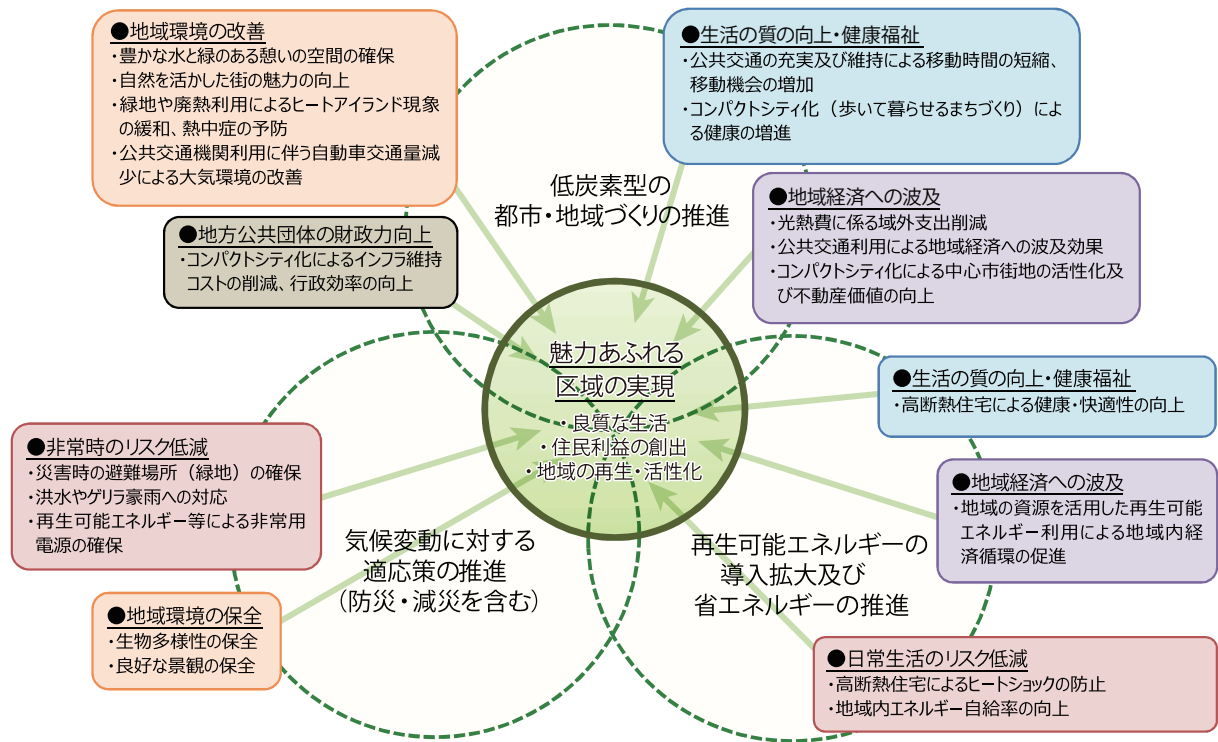 ●地域環境の改善
・豊かな水と緑のある憩いの空間の確保
・自然を活かした街の魅力の向上
・緑地や廃熱利用によるヒートアイランド現象
の緩和、熱中症の予防
・公共交通機関利用に伴う自動車交通量減
少による大気環境の改善
●地方公共団体の財政力向上
・コンパクトシティ化によるインフラ維持
コストの削減、行政効率の向上
●生活の質の向上・健康福祉
・公共交通の充実及び維持による移動時間の短縮、
移動機会の増加
・コンパクトシティ化（歩いて暮らせるまちづくり）によ
る健康の増進
低炭素型の
都市・地域づくりの推進
●地域経済への波及
・光熱費に係る域外支出削減
・公共交通利用による地域経済への波及効果
・コンパクトシティ化による中心市街地の活性化及
び不動産価値の向上
魅力あふれる
区域の実現
・良質な生活
・住民利益の創出
・地域の再生・活性化
●生活の質の向上・健康福祉
・高断熱住宅による健康・快適性の向上
●非常時のリスク低減
・災害時の避難場所（緑地）の確保
・洪水やゲリラ豪雨への対応
・再生可能エネルギー等による非常用
電源の確保
●地域経済への波及
・地域の資源を活用した再生可能
エネルギー利用による地域内経
済循環の促進
気候変動に対する
適応策の推進
（防災・減災を含む）
再生可能エネルギーの
導入拡大及び
省エネルギーの推進
●地域環境の保全
・生物多様性の保全
・良好な景観の保全
●日常生活のリスク低減
・高断熱住宅によるヒートショックの防止
・地域内エネルギー自給率の向上